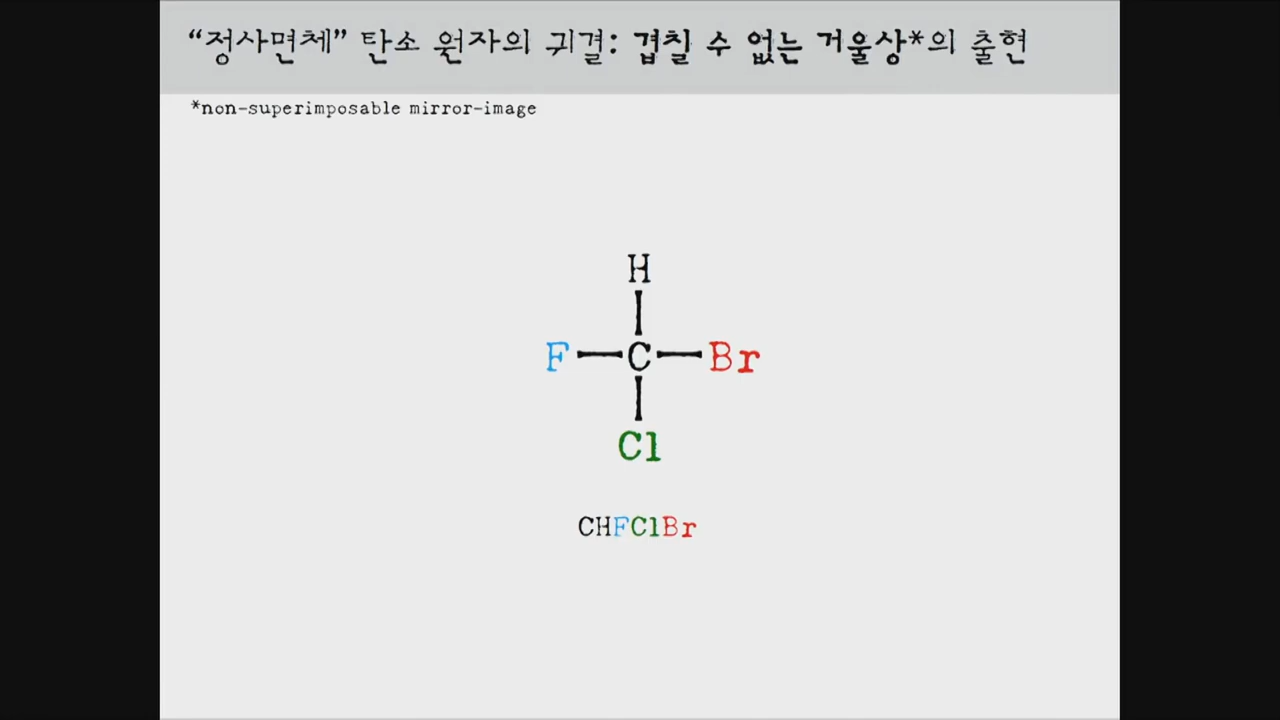 “정사면체” 탄소 원자의 귀결: 겹칠 수 없는 거울상*의 출현
*non-superimposable mirror-image
H
F C Br
Cl
CHFClBr